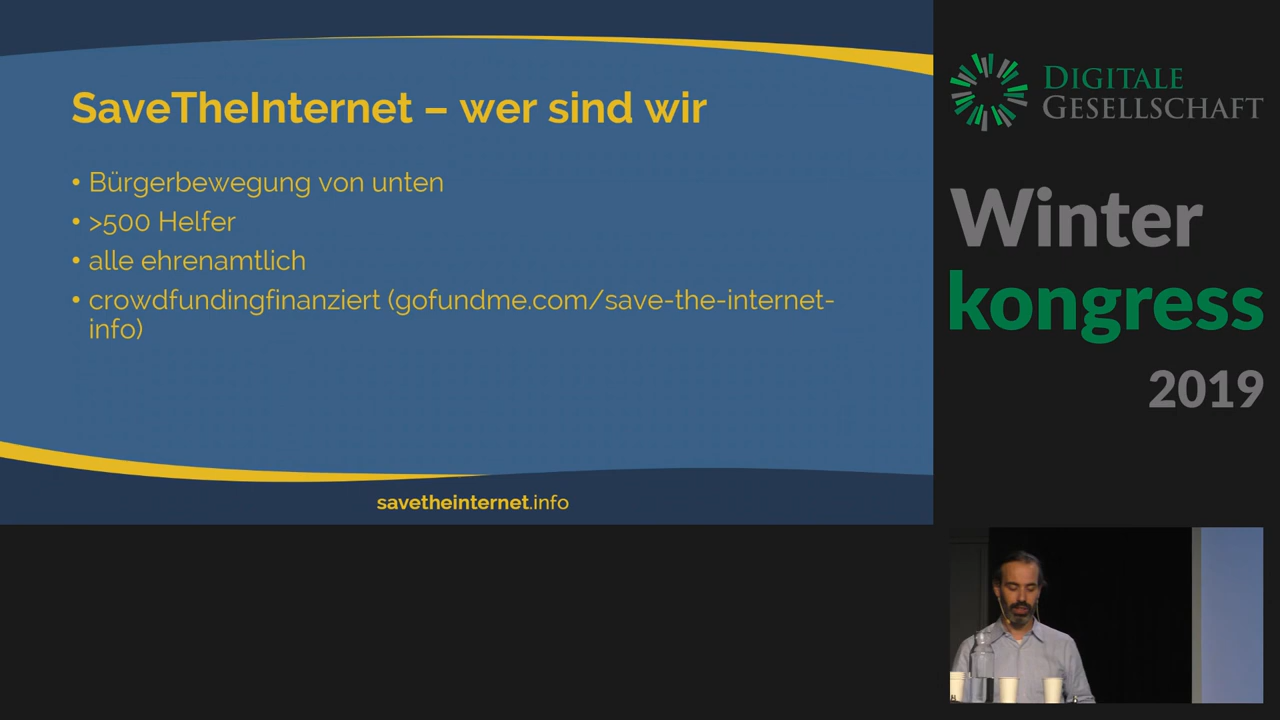 SaveTheInternet – wer sind wir
• Bürgerbewegung von unten
• >500 Helfer
• alle ehrenamtlich
• crowdfundingfinanziert (gofundme.com/save-the-internet-
info)
savetheinternet.info
DIGITALE
GESELLSCHAFT
Winter
kongress
2019